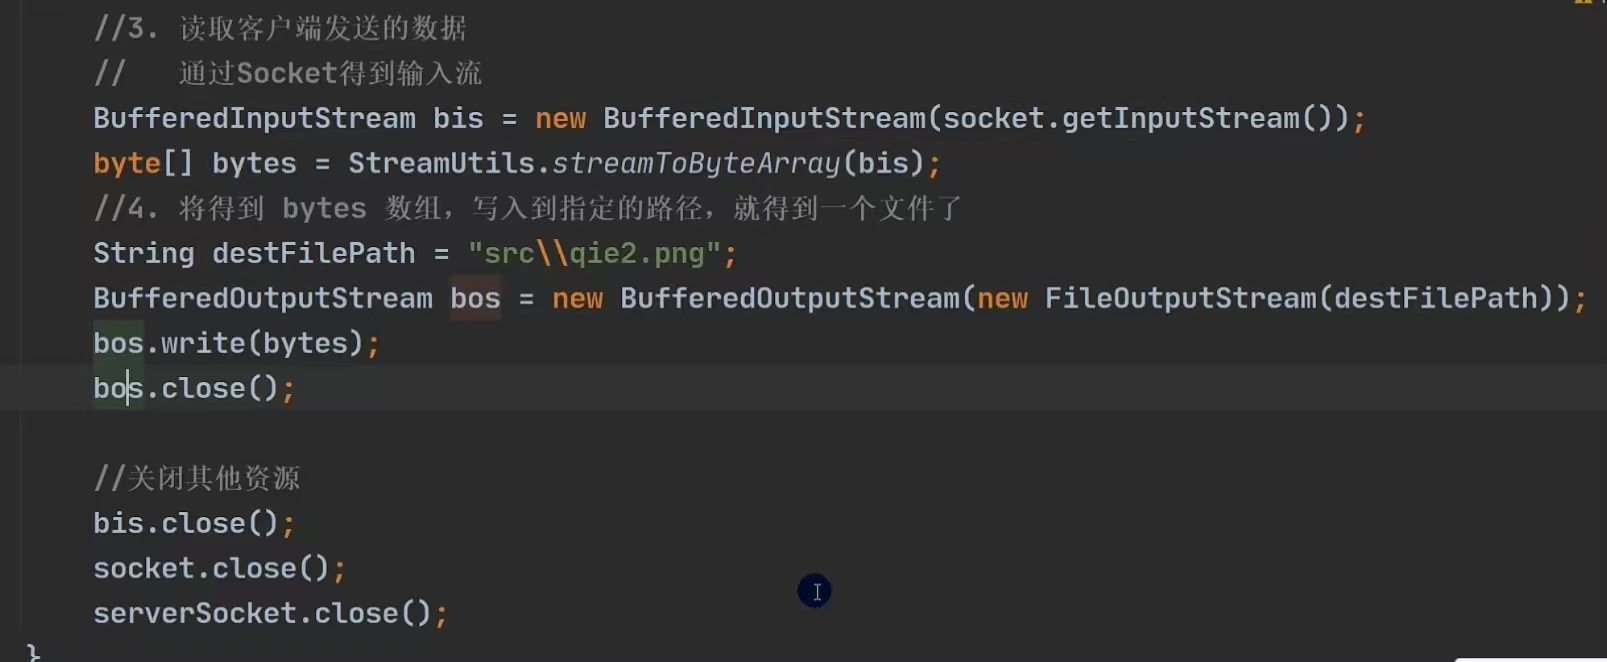 //3. 读取客户端发送的数据
//   通过Socket得到输入流
BufferedInputStream bis = new BufferedInputStream(socket.getInputStream());
byte[] bytes = StreamUtils.streamToByteArray(bis);
//4. 将得到 bytes 数组，写入到指定的路径，就得到一个文件了
String destFilePath = "src\\qie2.png";
BufferedOutputStream bos = new BufferedOutputStream(new FileOutputStream(destFilePath));
bos.write(bytes);
bos.close();
//关闭其他资源
bis.close();
socket.close();
serverSocket.close();
}